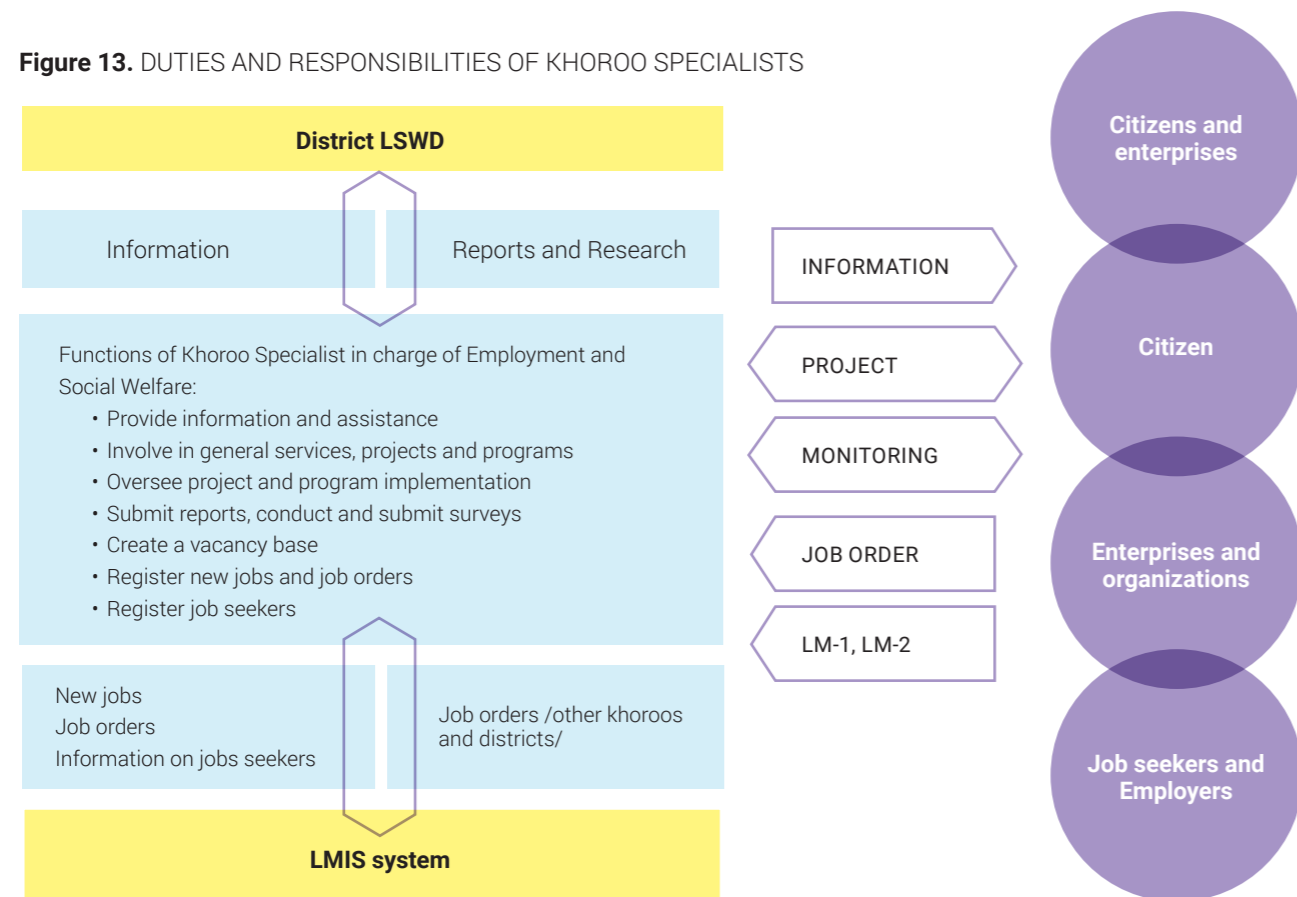 Figure 13. DUTIES AND RESPONSIBILITIES OF KHOROO SPECIALISTS
District LSWD
Information
Reports and Research
Functions of Khoroo Specialist in charge of Employment and
Social Welfare:
• Provide information and assistance
• Involve in general services, projects and programs
• Oversee project and program implementation
• Submit reports, conduct and submit surveys
• Create a vacancy base
• Register new jobs and job orders
• Register job seekers
New jobs
Job orders
Information on jobs seekers
Job orders /other khoroos
and districts/
LMIS system
INFORMATION
PROJECT
MONITORING
JOB ORDER
LM-1, LM-2
Citizens and
enterprises
Citizen
Enterprises and
organizations
Job seekers and
Employers